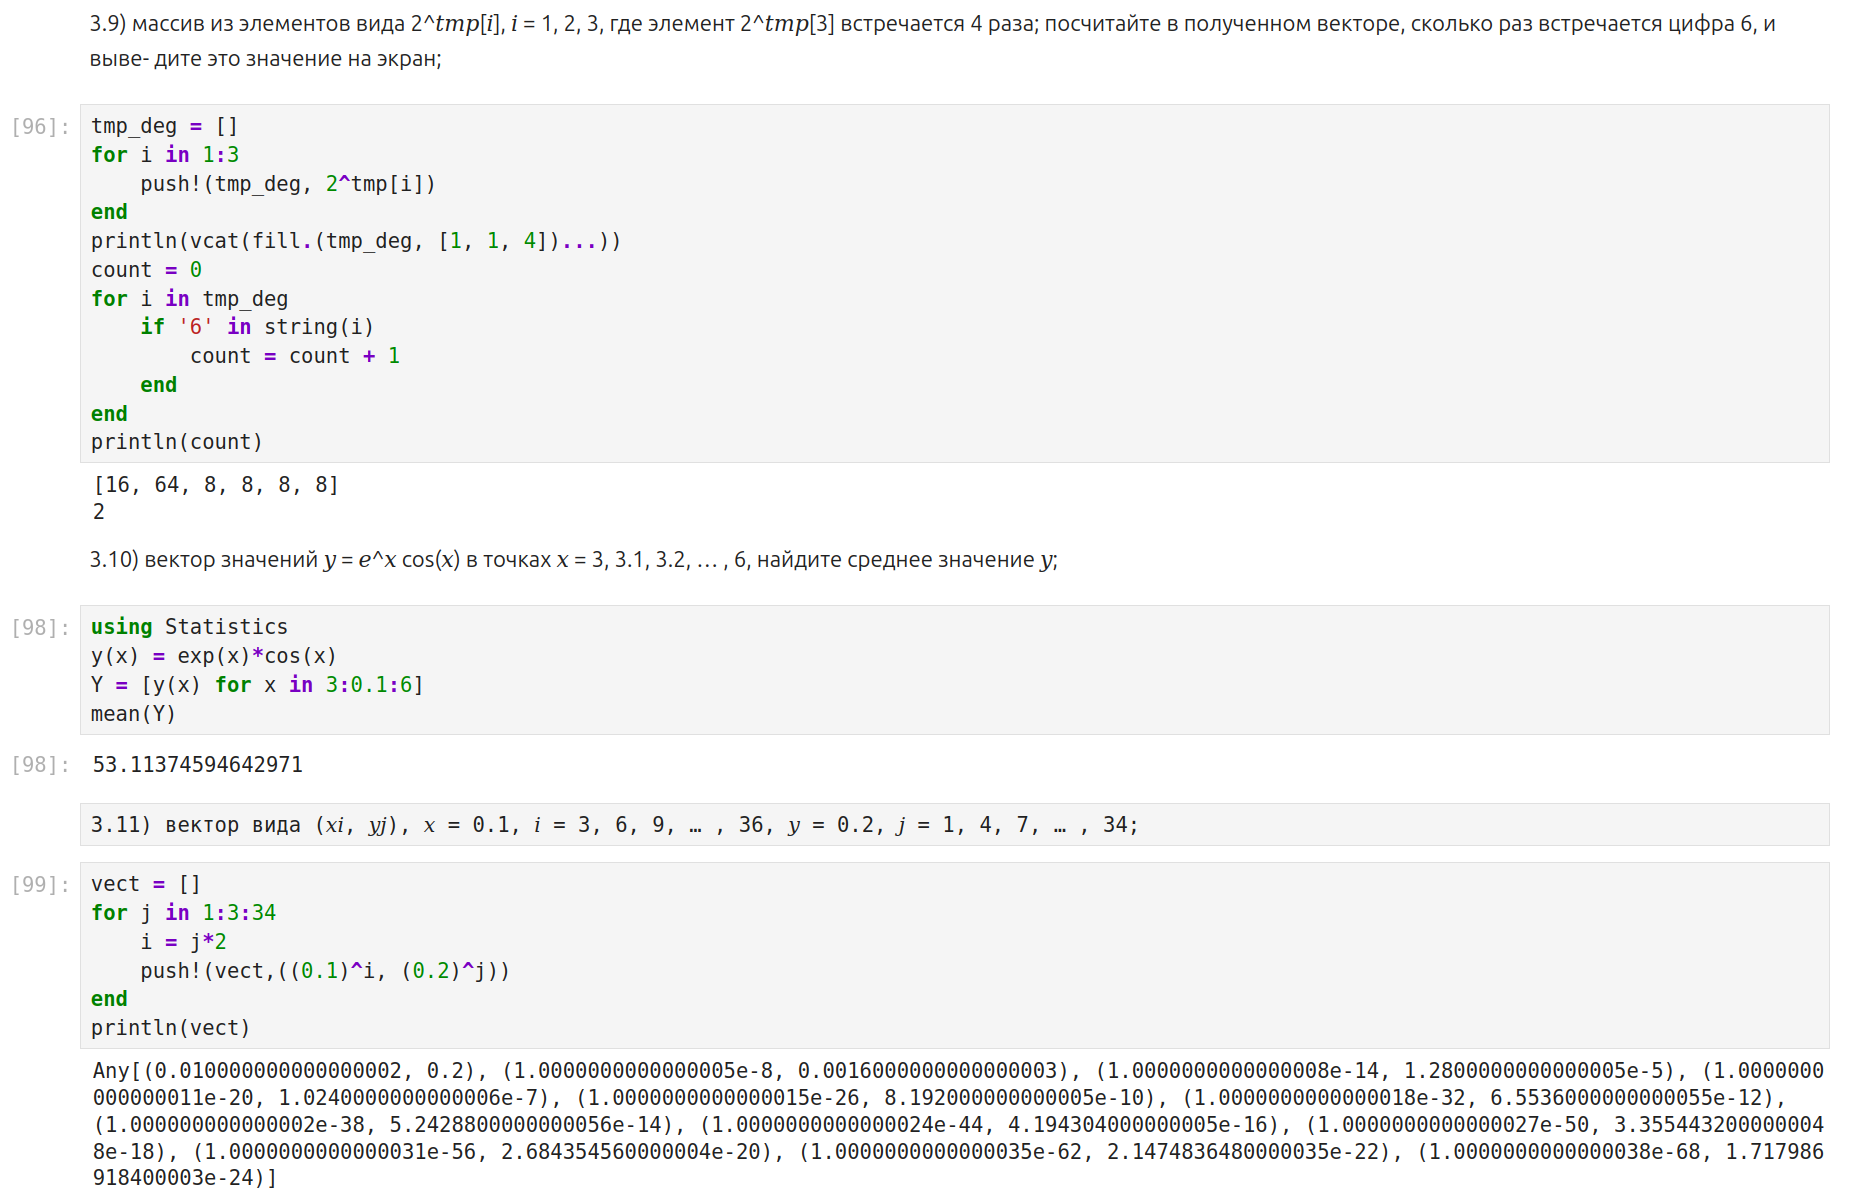 3.9) массив из элементов вида 2^tmp[i], i = 1, 2, 3, где элемент 2^tmp[3] встречается 4 раза; посчитайте в полученном векторе, сколько раз встречается цифра 6, и
выве- дите это значение на экран;
[96]:
tmp_deg = []
for i in 1:3
    push!(tmp_deg, 2^tmp[i])
end
println(vcat(fill.(tmp_deg, [1, 1, 4])...))
count = 0
for i in tmp_deg
    if '6' in string(i)
        count = count + 1
    end
end
println(count)
[16, 64, 8, 8, 8, 8]
2
3.10) вектор значений y = e^x cos(x) в точках x = 3, 3.1, 3.2, … , 6, найдите среднее значение y;
[98]:
using Statistics
y(x) = exp(x)*cos(x)
Y = [y(x) for x in 3:0.1:6]
mean(Y)
[98]: 53.11374594642971
3.11) вектор вида (xi, yj), x = 0.1, i = 3, 6, 9, … , 36, y = 0.2, j = 1, 4, 7, … , 34;
[99]:
vect = []
for j in 1:3:34
    i = j*2
    push!(vect,((0.1)^i, (0.2)^j))
end
println(vect)
Any[(0.010000000000000002, 0.2), (1.0000000000000005e-8, 0.0016000000000000003), (1.0000000000000008e-14, 1.2800000000000005e-5), (1.0000000
000000011e-20, 1.0240000000000006e-7), (1.0000000000000015e-26, 8.192000000000005e-10), (1.0000000000000018e-32, 6.5536000000000055e-12),
(1.000000000000002e-38, 5.2428800000000056e-14), (1.0000000000000024e-44, 4.194304000000005e-16), (1.0000000000000027e-50, 3.355443200000004
8e-18), (1.0000000000000031e-56, 2.684354560000004e-20), (1.0000000000000035e-62, 2.1474836480000035e-22), (1.0000000000000038e-68, 1.717986
918400003e-24)]